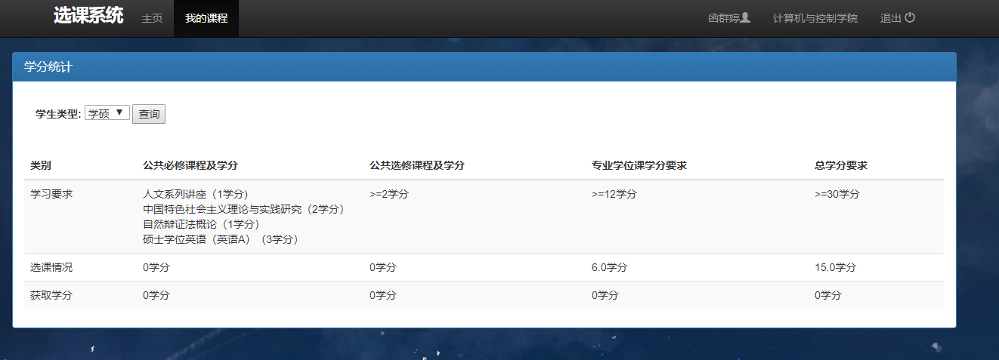 选课系统 主页 我的课程 函群婷 计算机与控制学院 退出
学分统计
学生类型: 学硕 查询
类别 公共必修课程及学分 公共选修课程及学分 专业学位课学分要求 总学分要求
学习要求 人文系列讲座（1学分) >=2学分 >=12学分 >=30学分
中国特色社会主义理论与实践研究（2学分）
自然辩证法概论（1学分）
硕士学位英语（英语A）（3学分）
选课情况 0学分 0学分 6.0学分 15.0学分
获取学分 0学分 0学分 0学分 0学分